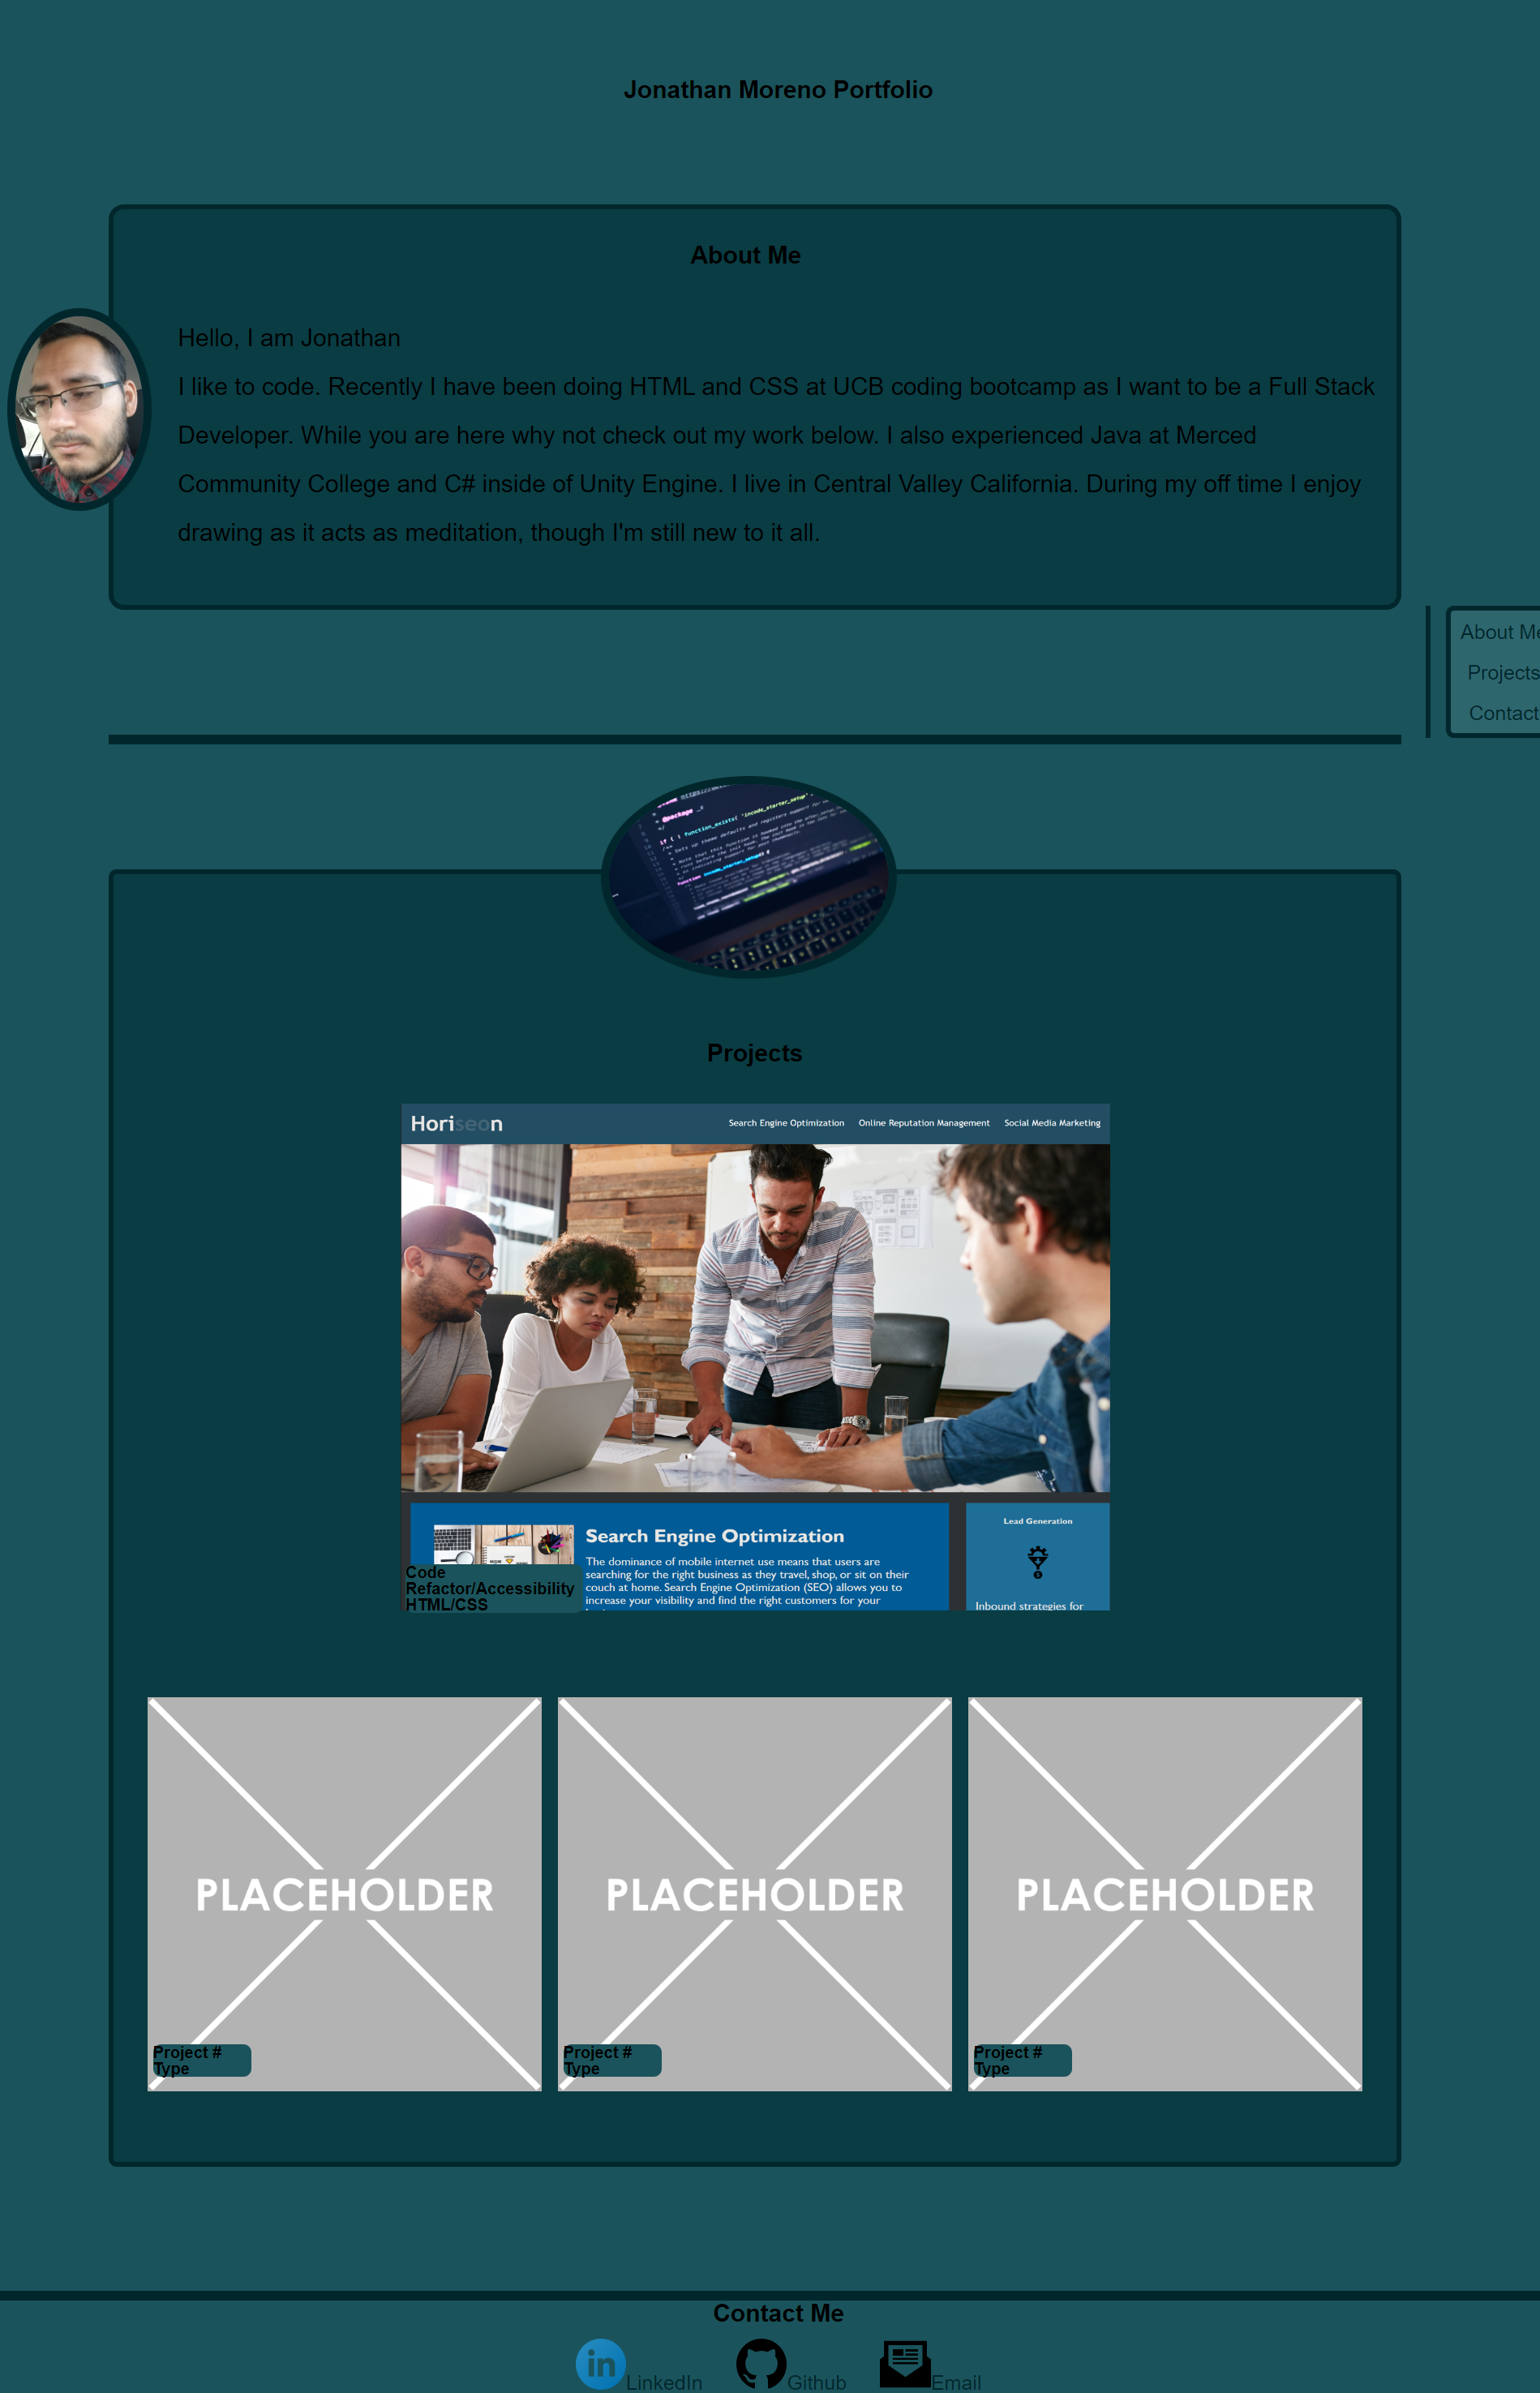 Jonathan Moreno Portfolio
About Me
Hello, I am Jonathan
I like to code. Recently I have been doing HTML and CSS at UCB coding bootcamp as I want to be a Full Stack
Developer. While you are here why not check out my work below. I also experienced Java at Merced
Community College and C# inside of Unity Engine. I live in Central Valley California. During my off time I enjoy
drawing as it acts as meditation, though I'm still new to it all.
About Me
Projects
Contact
Projects
Horiseon
Search Engine Optimization Online Reputation Management Social Media Marketing
Search Engine Optimization
The dominance of mobile internet use means that users are
searching for the right business as they travel, shop, or sit on their
couch at home. Search Engine Optimization (SEO) allows you to
increase your visibility and find the right customers for your
Lead Generation
Inbound strategies for
Code
Refactor/Accessibility
HTML/CSS
PLACEHOLDER
Project #
Type
PLACEHOLDER
Project #
Type
PLACEHOLDER
Project #
Type
Contact Me
LinkedIn Github Email